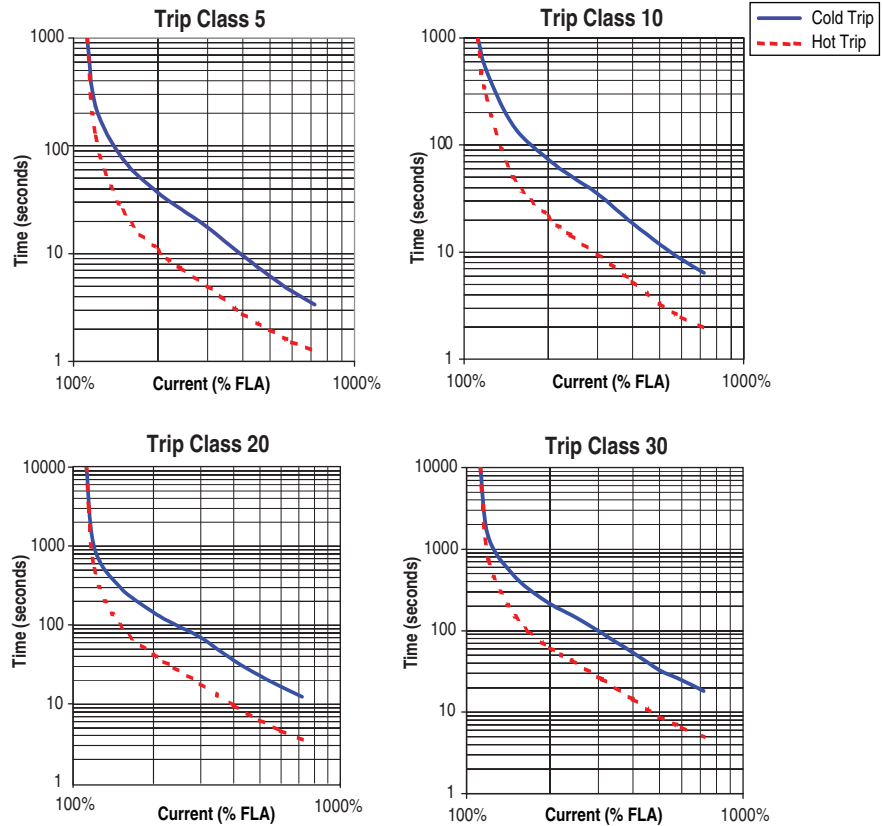 Trip Class 5
1000
100
10
1
Time (seconds)
100%
Current (% FLA)
1000%
Trip Class 10
1000
100
10
1
Time (seconds)
100%
Current (% FLA)
1000%
Cold Trip
Hot Trip
Trip Class 20
10000
1000
100
10
1
Time (seconds)
100%
Current (% FLA)
1000%
Trip Class 30
10000
1000
100
10
1
Time (seconds)
100%
Current (% FLA)
1000%